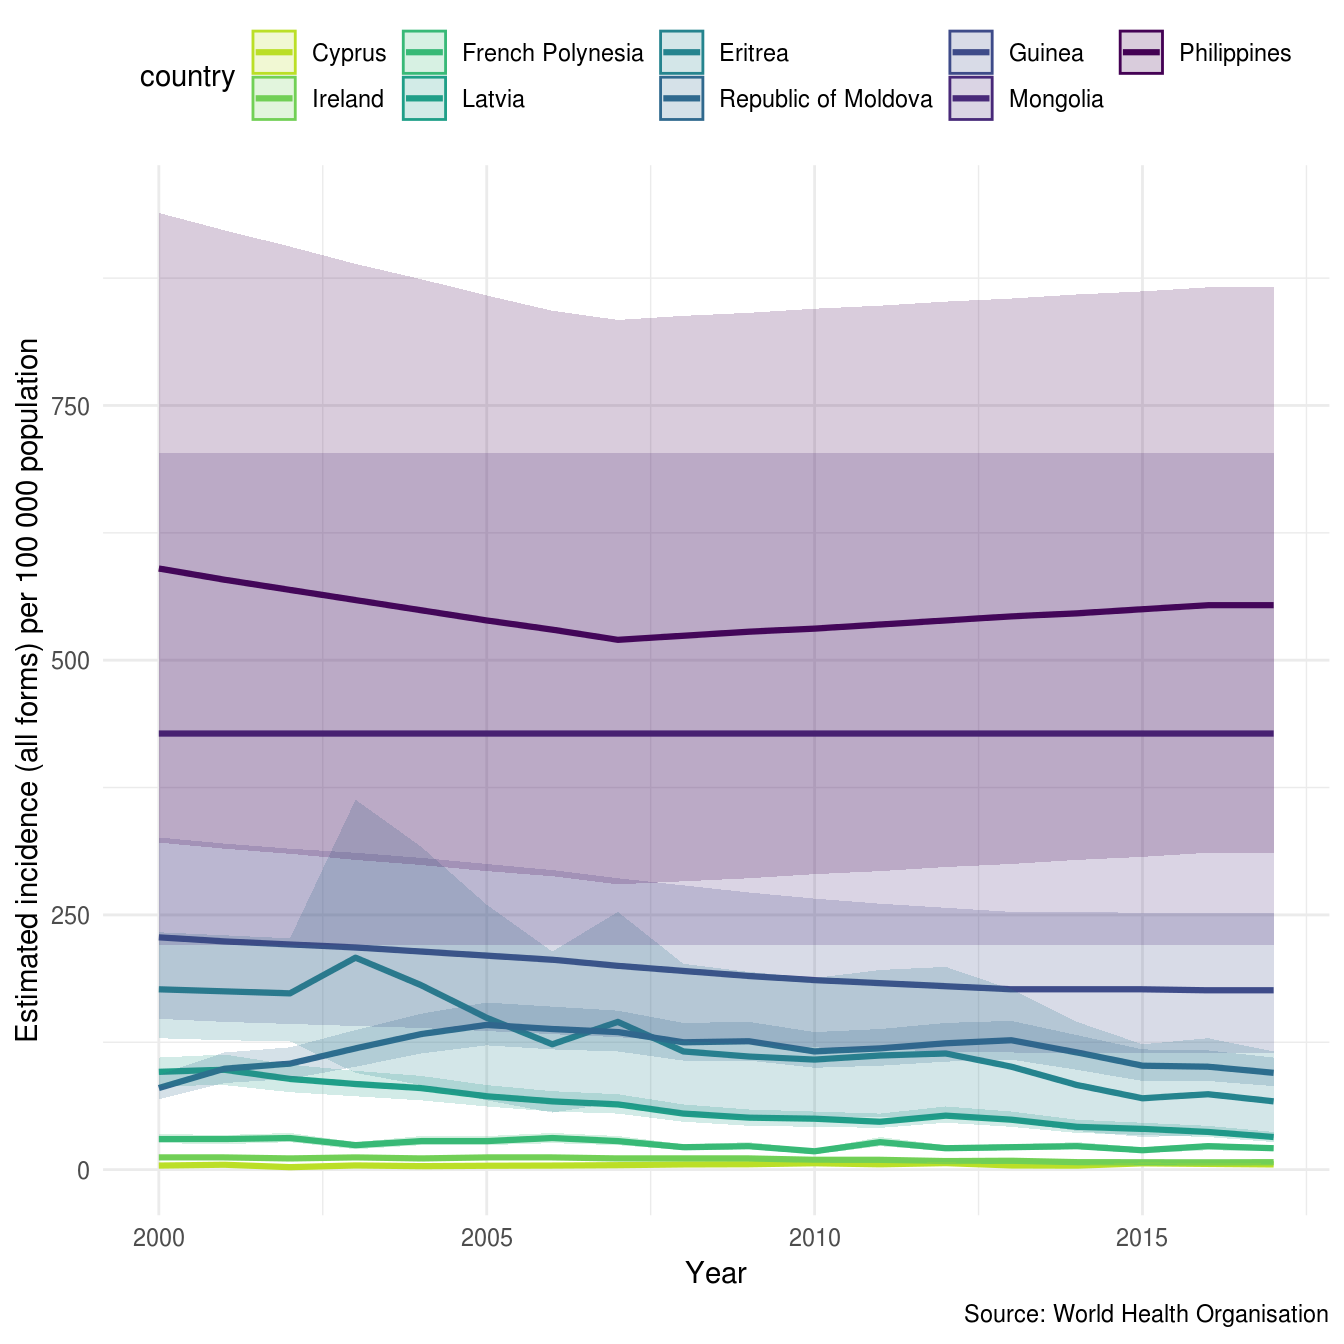 country
Cyprus French Polynesia Eritrea Guinea Philippines
Ireland Latvia Republic of Moldova Mongolia
Estimated incidence (all forms) per 100 000 population
750
500
250
0
2000 2005 2010 2015
Year
Source: World Health Organisation